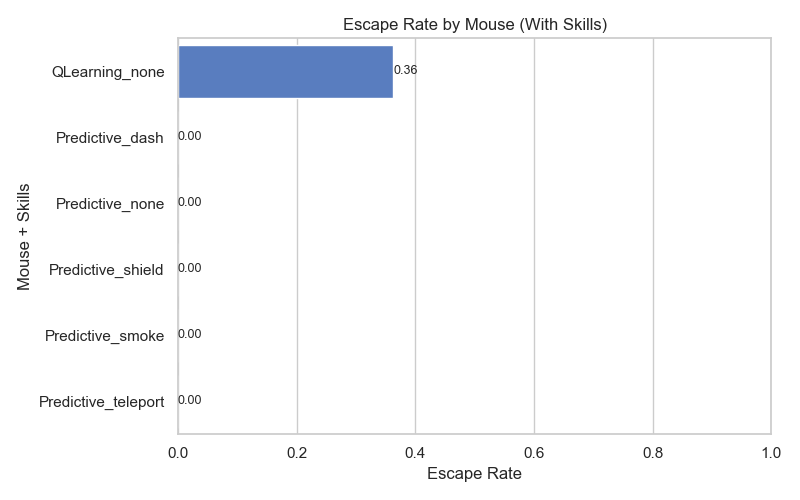 Escape Rate by Mouse (With Skills)
Mouse + Skills
QLearning_none 0.36
Predictive_dash 0.00
Predictive_none 0.00
Predictive_shield 0.00
Predictive_smoke 0.00
Predictive_teleport 0.00
0.0 0.2 0.4 0.6 0.8 1.0
Escape Rate